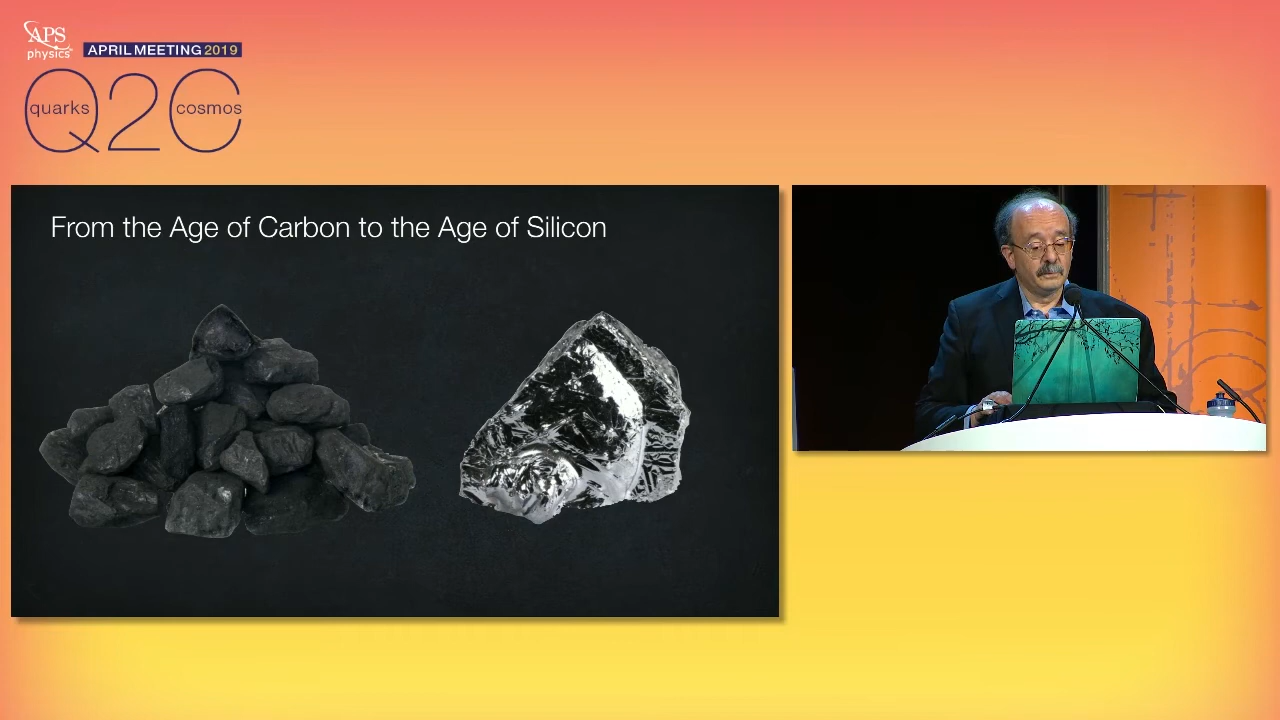 APS
physics
APRIL MEETING 2019
Q2C
quarks
cosmos
From the Age of Carbon to the Age of Silicon